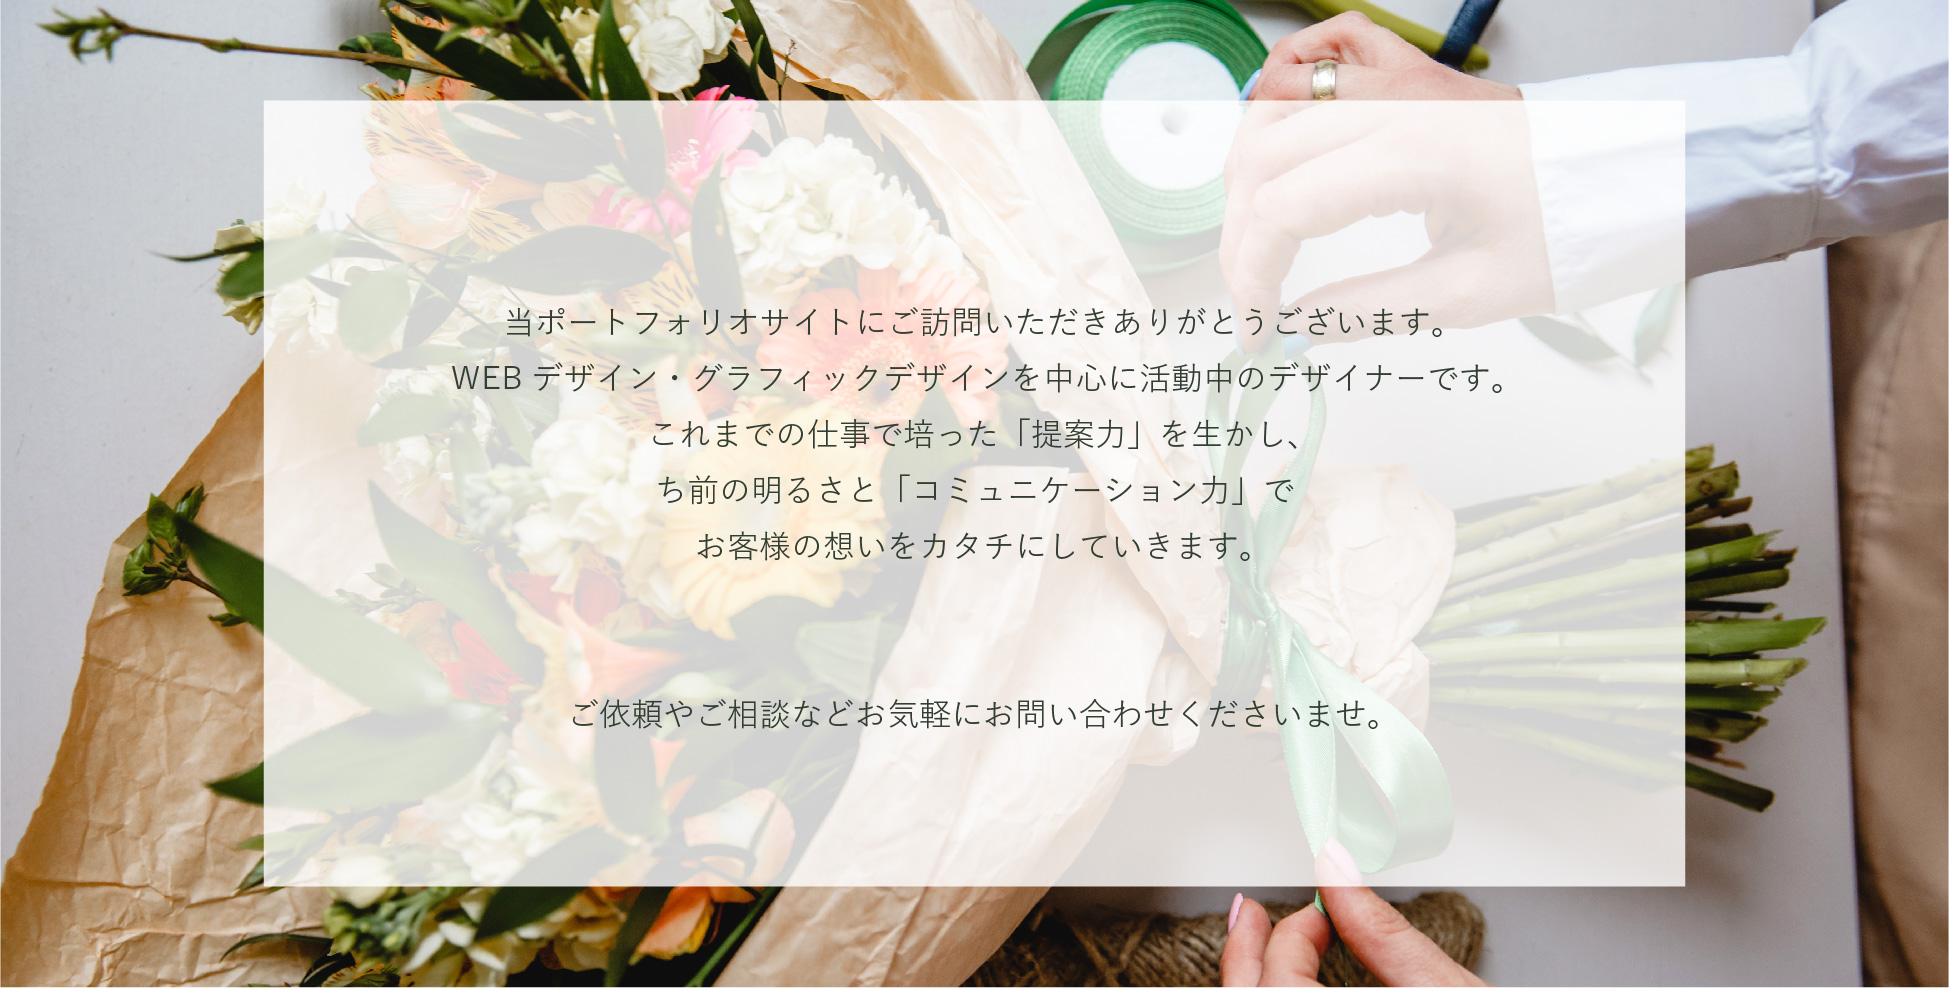 当ポートフォリオサイトにご訪問いただきありがとうございます。
WEB デザイン・グラフィックデザインを中心に活動中のデザイナーです。
これまでの仕事で培った「提案力」を生かし、
ち前の明るさと「コミュニケーション力」で
お客様の想いをカタチにしていきます。
ご依頼やご相談などお気軽にお問い合わせくださいませ。